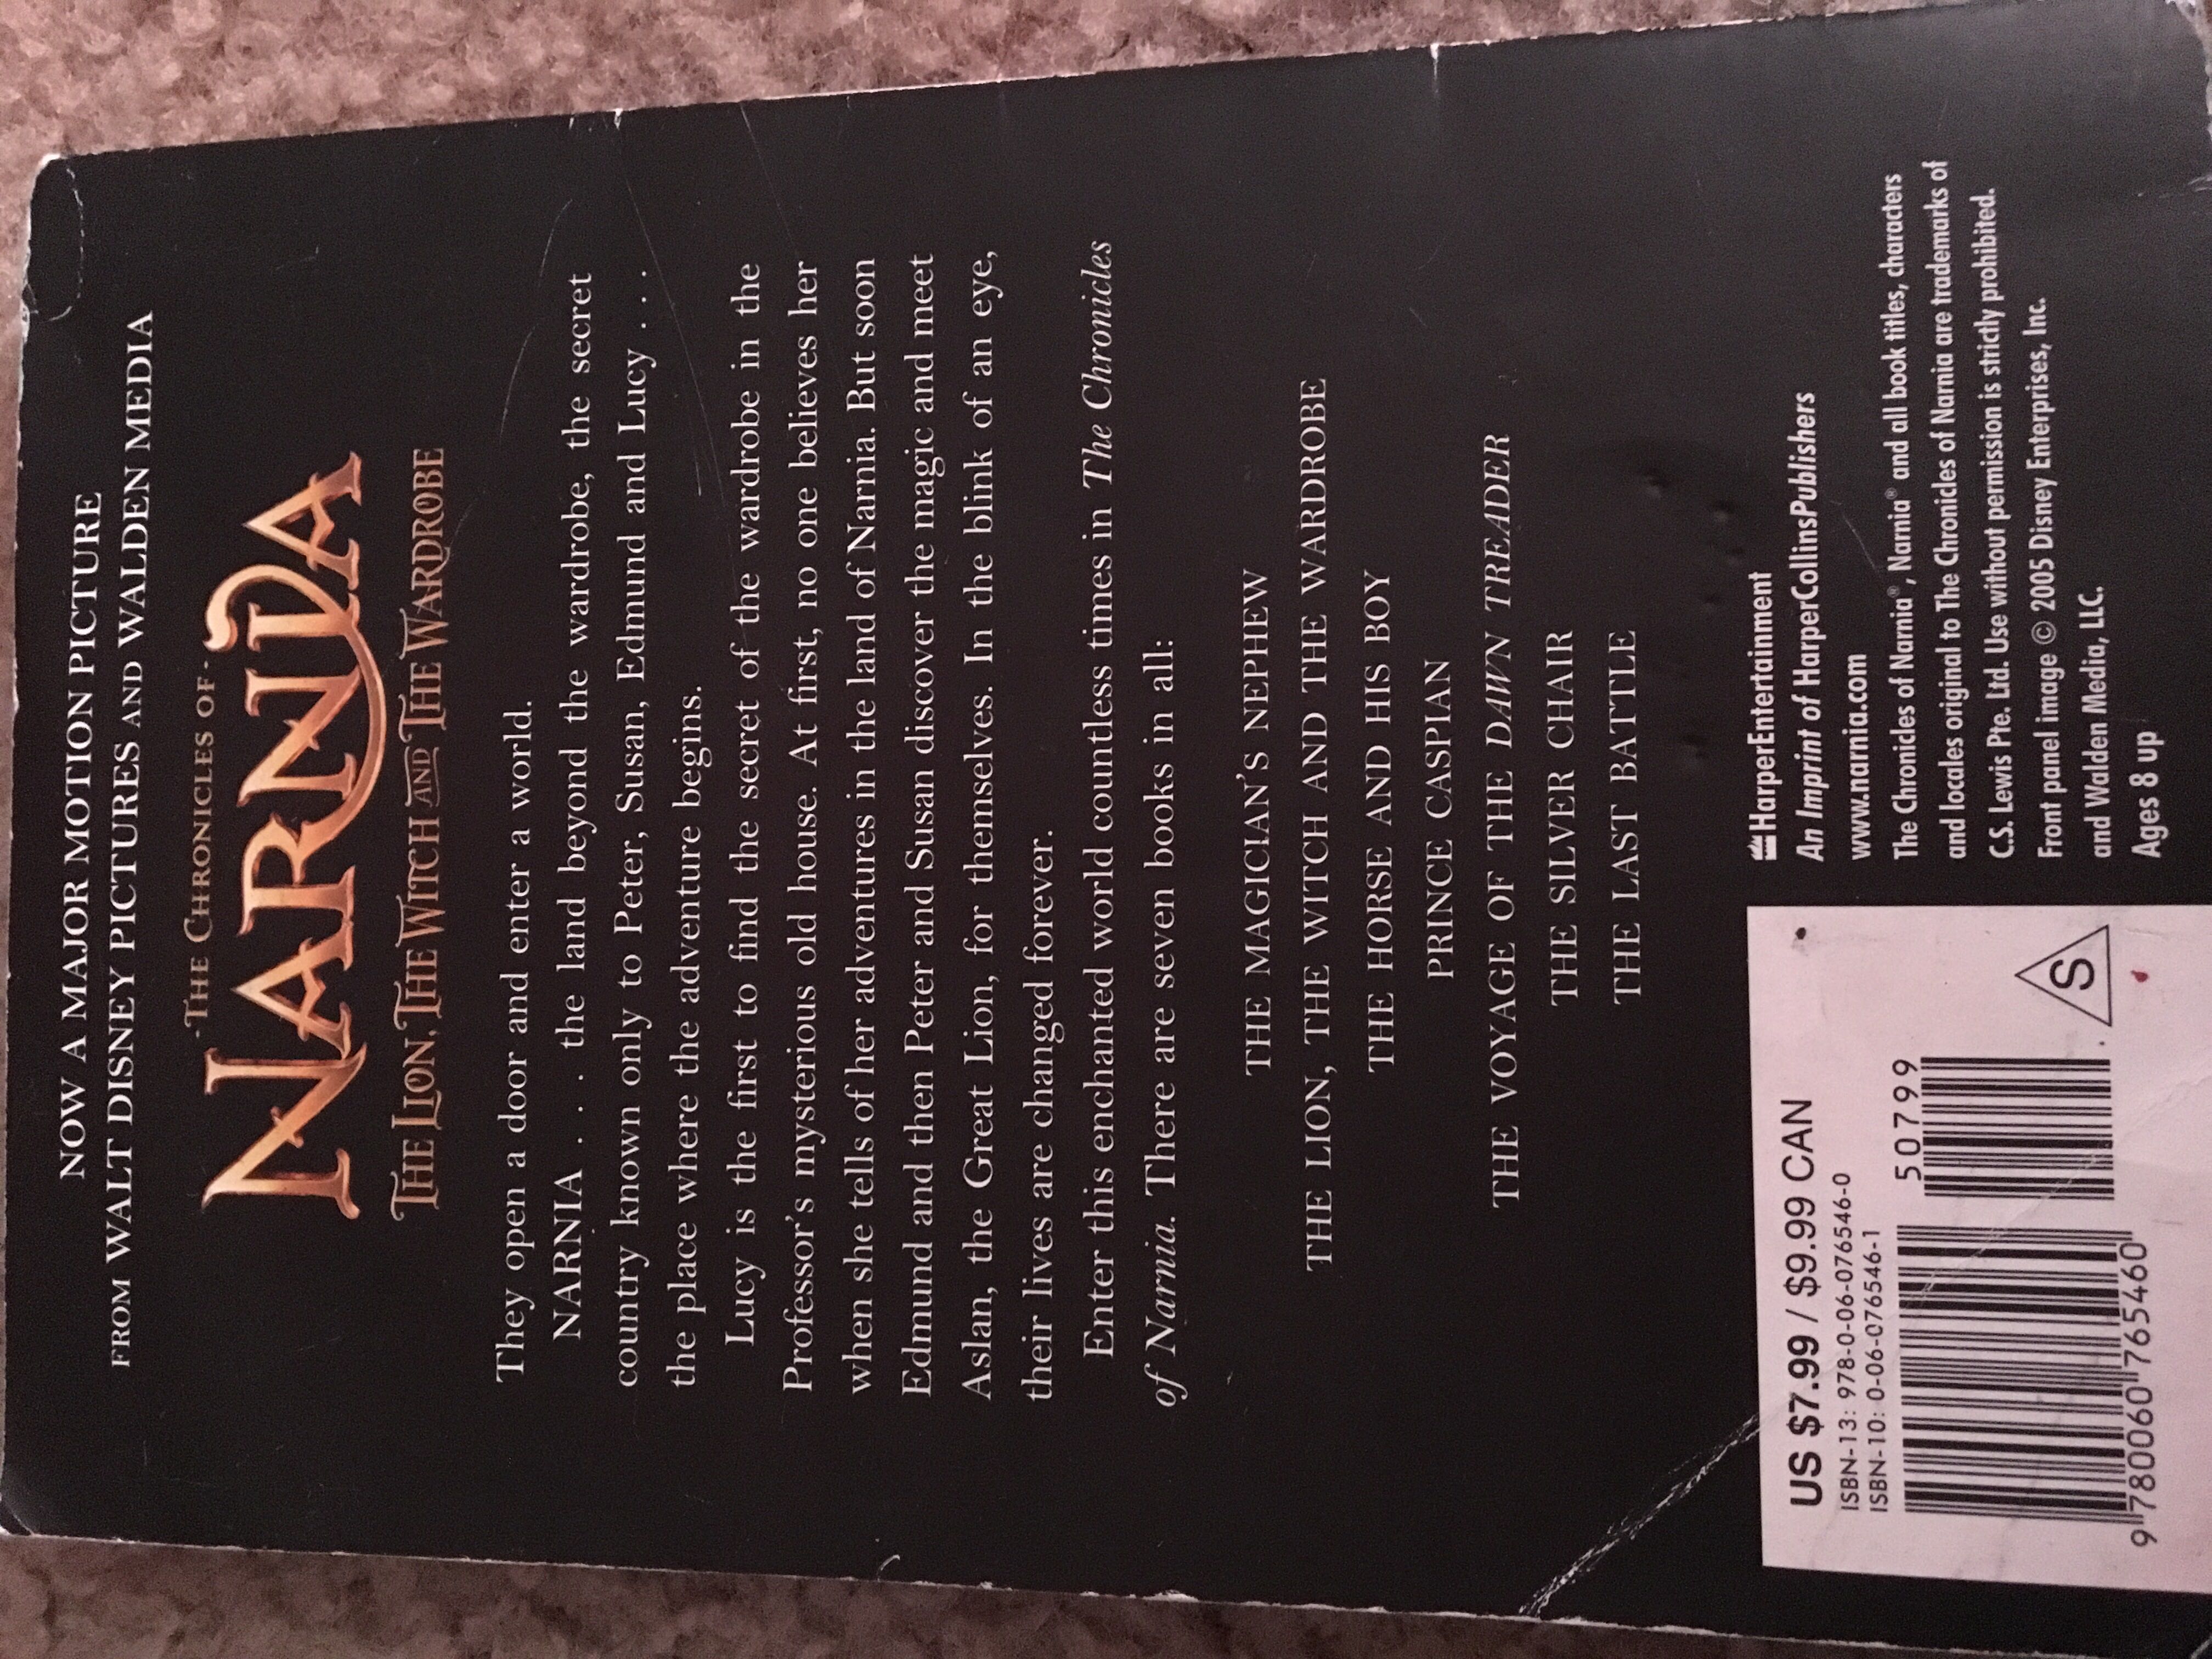 NOW A MAJOR MOTION PICTURE
FROM WALT DISNEY PICTURES AND WALDEN MEDIA
-THE CHRONICLES OF-
NARNIA
THE LION, THE WITCH AND THE WARDROBE
They open a door and enter a world.
NARNIA . . . the land beyond the wardrobe, the secret
country known only to Peter, Susan, Edmund and Lucy . . .
the place where the adventure begins.
Lucy is the first to find the secret of the wardrobe in the
Professor's mysterious old house. At first, no one believes her
when she tells of her adventures in the land of Narnia. But soon
Edmund and then Peter and Susan discover the magic and meet
Aslan, the Great Lion, for themselves. In the blink of an eye,
their lives are changed forever.
Enter this enchanted world countless times in The Chronicles
of Narnia. There are seven books in all:
THE MAGICIAN'S NEPHEW
THE LION, THE WITCH AND THE WARDROBE
THE HORSE AND HIS BOY
PRINCE CASPIAN
THE VOYAGE OF THE DAWN TREADER
THE SILVER CHAIR
THE LAST BATTLE
US $7.99 / $9.99 CAN
ISBN-13: 978-0-06-076546-0
ISBN-10: 0-06-076546-1
50799
9 780060 765460
S
HarperEntertainment
An Imprint of HarperCollinsPublishers
www.narnia.com
The Chronicles of Narnia®, Narnia® and all book titles, characters
and locales original to The Chronicles of Narnia are trademarks of
C.S. Lewis Pte. Ltd. Use without permission is strictly prohibited.
Front panel image © 2005 Disney Enterprises, Inc.
and Walden Media, LLC.
Ages 8 up